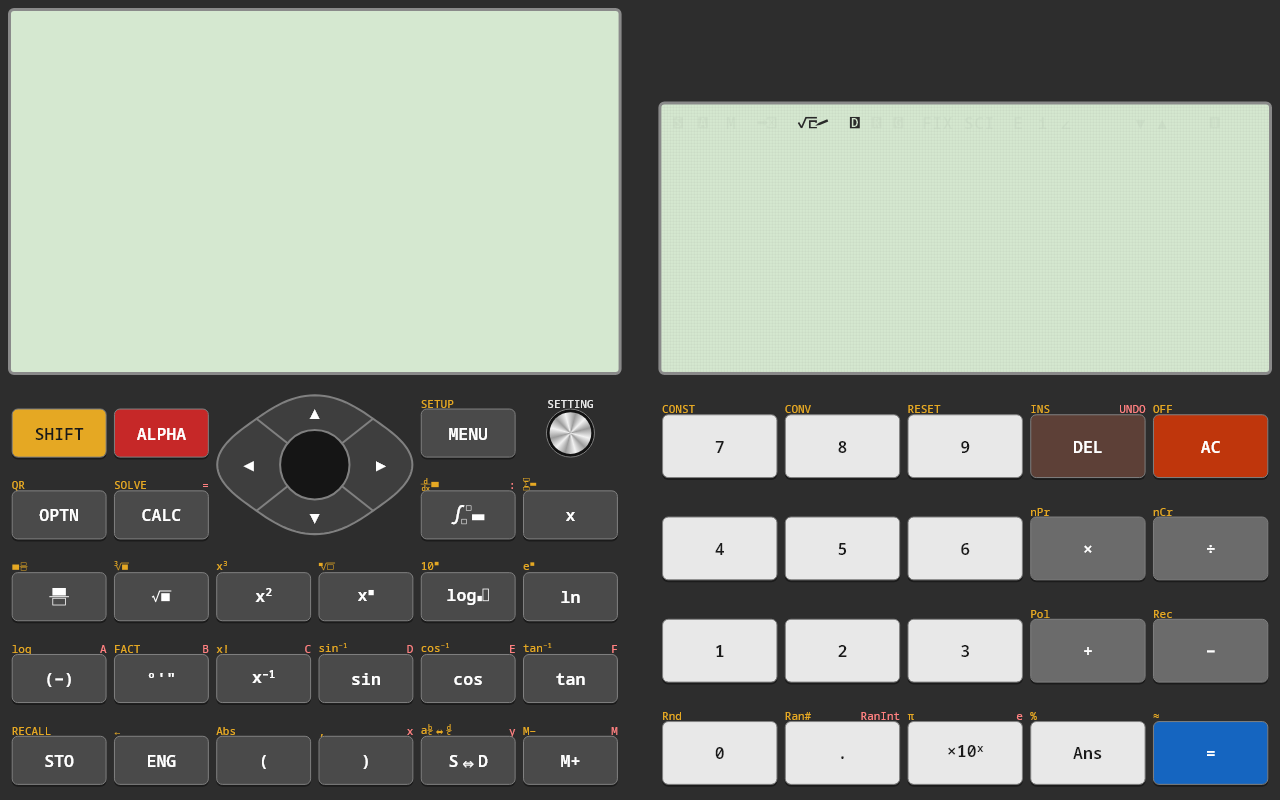 √ D FIX SCI E i ∠ ▼ ▲
SETUP SETTING
SHIFT ALPHA ▲ MENU
◀ ▶
QR SOLVE = :
OPTN CALC ▼ x
x³ 10■ e■
√■ x² x■ log ln
log A FACT B x! C sin⁻¹ D cos⁻¹ E tan⁻¹ F
(−) °'" x⁻¹ sin cos tan
RECALL ← Abs , x y M− M
STO ENG ( ) S⇔D M+
CONST CONV RESET INS UNDO OFF
7 8 9 DEL AC
nPr nCr
4 5 6 × ÷
Pol Rec
1 2 3 + −
Rnd Ran# RanInt π e % ≈
0 . ×10ˣ Ans =